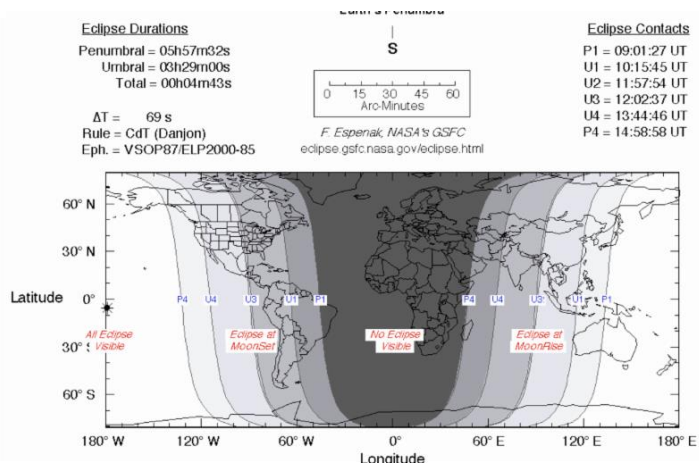 Earth's Penumbra
Eclipse Durations
Penumbral = 05h57m32s
Umbral = 03h29m00s
Total = 00h04m43s
ΔT = 69 s
Rule = CdT (Danjon)
Eph. = VSOP87/ELP2000-85
S
0 15 30 45 60
Arc-Minutes
F. Espenak, NASA's GSFC
eclipse.gsfc.nasa.gov/eclipse.html
Eclipse Contacts
P1 = 09:01:27 UT
U1 = 10:15:45 UT
U2 = 11:57:54 UT
U3 = 12:02:37 UT
U4 = 13:44:46 UT
P4 = 14:58:58 UT
60° N
30° N
Latitude 0°
30° S
60° S
P4 U4 U3 U1 P1 P4 U4 U3 U1 P1
All Eclipse
Visible
Eclipse at
MoonSet
No Eclipse
Visible
Eclipse at
MoonRise
180° W 120° W 60° W 0° 60° E 120° E 180° E
Longitude